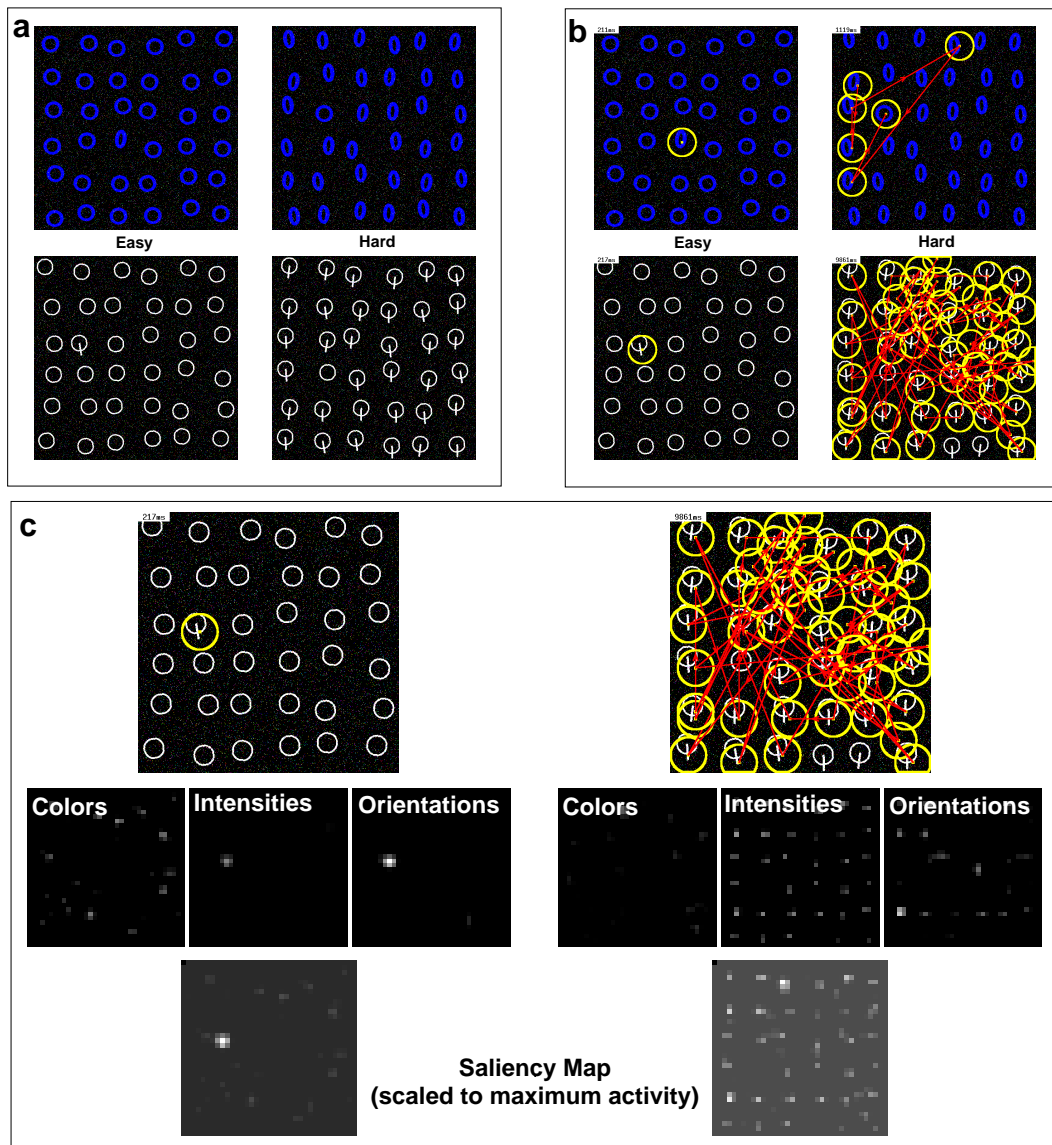 a
Easy
Hard
b
211ms
1119ms
Easy
Hard
217ms
9861ms
c
217ms
9861ms
Colors
Intensities
Orientations
Colors
Intensities
Orientations
Saliency Map
(scaled to maximum activity)